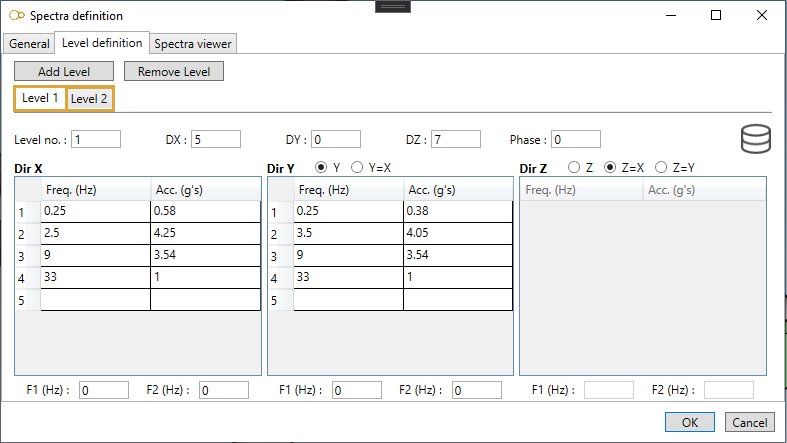 Spectra definition
General Level definition Spectra viewer
Add Level Remove Level
Level 1 Level 2
Level no. : 1 DX : 5 DY : 0 DZ : 7 Phase : 0
Dir X Dir Y Y Y=X Dir Z Z Z=X Z=Y
Freq. (Hz) Acc. (g's) Freq. (Hz) Acc. (g's) Freq. (Hz) Acc. (g's)
1 0.25 0.58 1 0.25 0.38
2 2.5 4.25 2 3.5 4.05
3 9 3.54 3 9 3.54
4 33 1 4 33 1
5 5
F1 (Hz) : 0 F2 (Hz) : 0 F1 (Hz) : 0 F2 (Hz) : 0 F1 (Hz) : F2 (Hz) :
OK Cancel